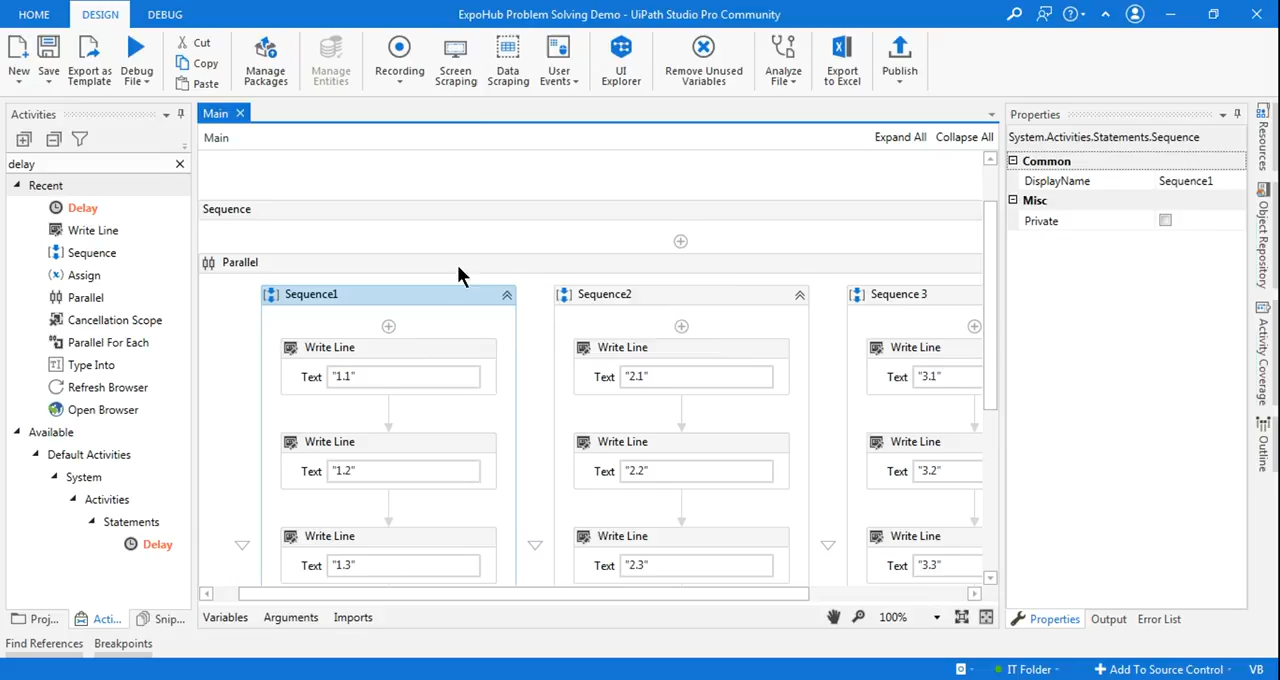 HOME DESIGN DEBUG ExpoHub Problem Solving Demo - UiPath Studio Pro Community
New Save Export as Template Debug File Cut Copy Paste Manage Packages Manage Entities Recording Screen Scraping Data Scraping User Events UI Explorer Remove Unused Variables Analyze File Export to Excel Publish
Activities
delay
Recent
Delay
Write Line
Sequence
Assign
Parallel
Cancellation Scope
Parallel For Each
Type Into
Refresh Browser
Open Browser
Available
Default Activities
System
Activities
Statements
Delay
Proj... Acti... Snip...
Main
Main Expand All Collapse All
Sequence
Parallel
Sequence1
Write Line
Text "1.1"
Write Line
Text "1.2"
Write Line
Text "1.3"
Sequence2
Write Line
Text "2.1"
Write Line
Text "2.2"
Write Line
Text "2.3"
Sequence 3
Write Line
Text "3.1"
Write Line
Text "3.2"
Write Line
Text "3.3"
Variables Arguments Imports 100%
Properties
System.Activities.Statements.Sequence
Common
DisplayName Sequence1
Misc
Private
Properties Output Error List
Resources
Object Repository
Activity Coverage
Outline
Find References Breakpoints
IT Folder Add To Source Control VB